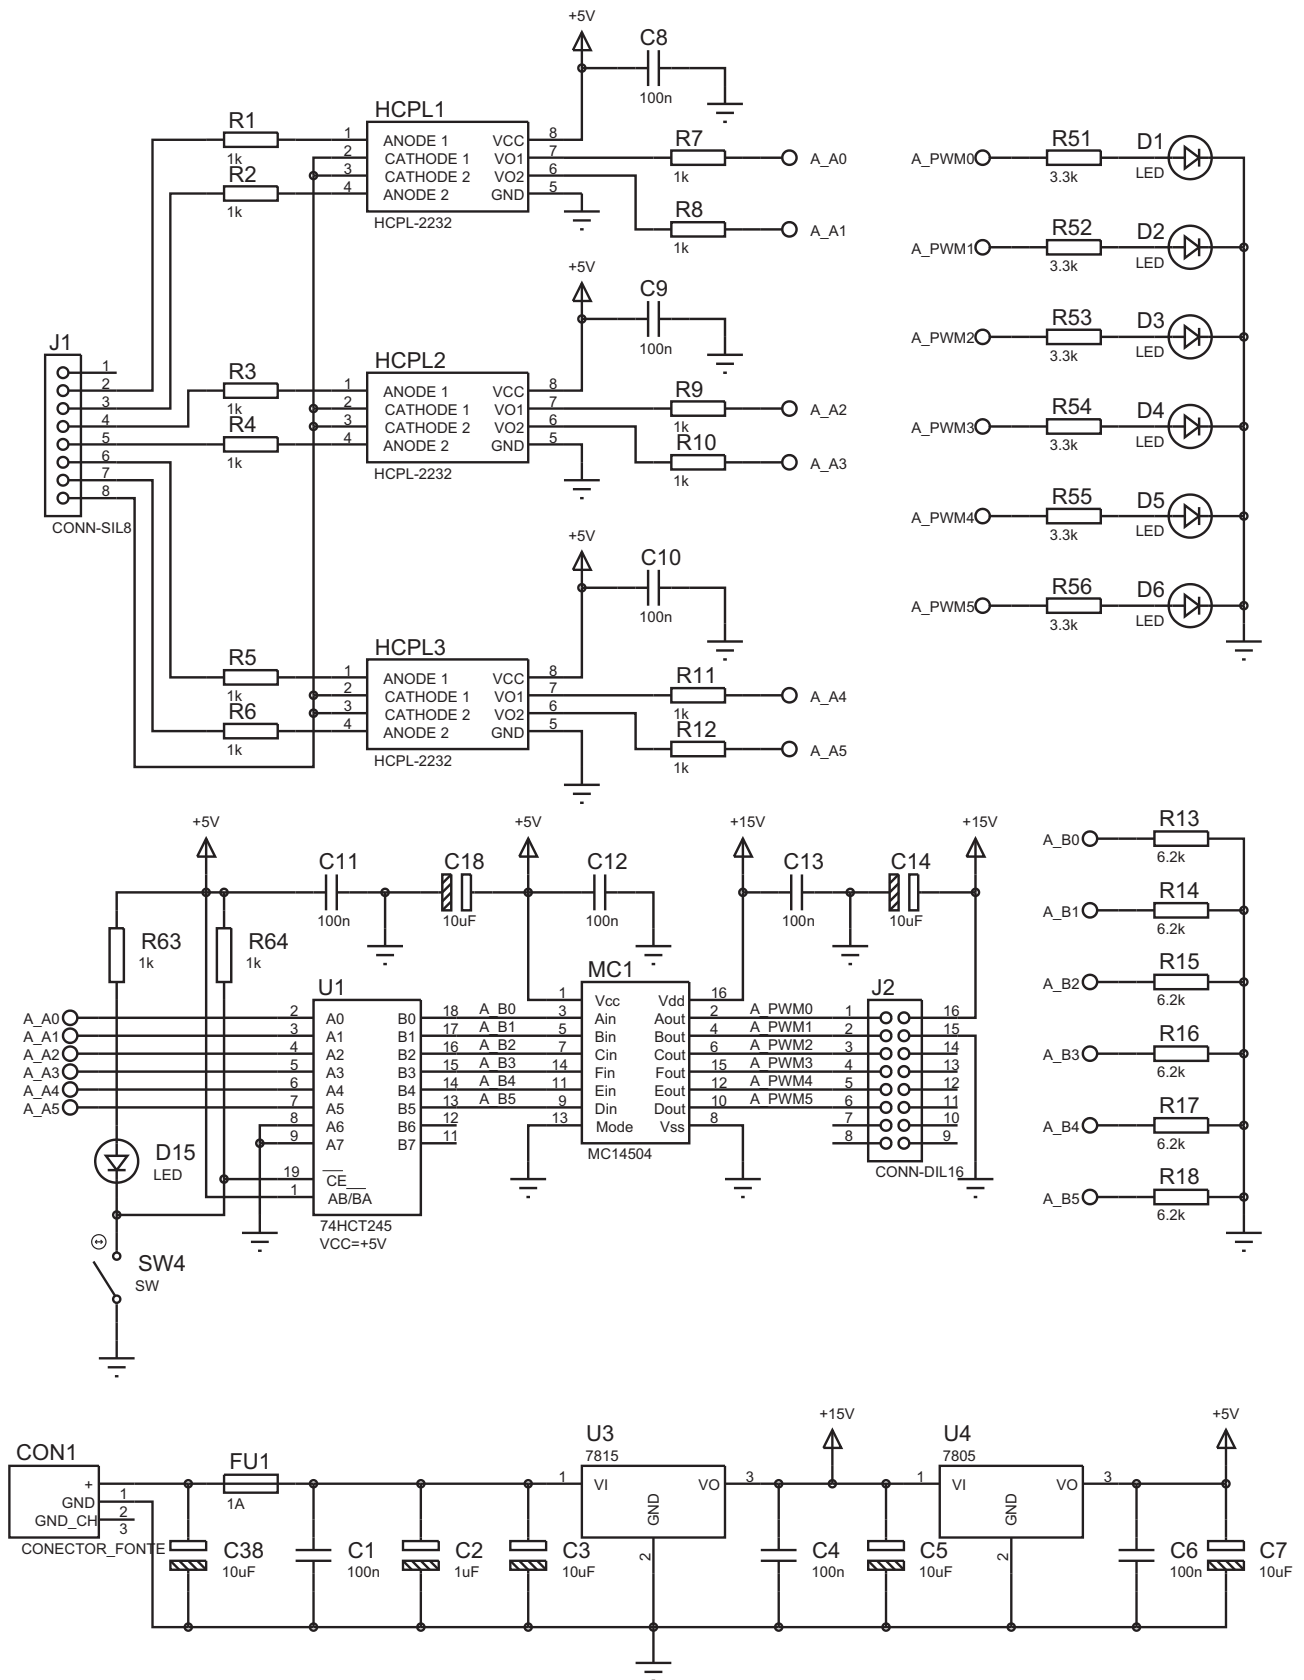 +5V
C8
100n
R1
1k
R2
1k
HCPL1
1 ANODE 1 VCC 8
2 CATHODE 1 VO1 7
3 CATHODE 2 VO2 6
4 ANODE 2 GND 5
HCPL-2232
R7
1k
A_A0
R8
1k
A_A1
+5V
C9
100n
J1
1
2
3
4
5
6
7
8
CONN-SIL8
R3
1k
R4
1k
HCPL2
1 ANODE 1 VCC 8
2 CATHODE 1 VO1 7
3 CATHODE 2 VO2 6
4 ANODE 2 GND 5
HCPL-2232
R9
1k
A_A2
R10
1k
A_A3
+5V
C10
100n
R5
1k
R6
1k
HCPL3
1 ANODE 1 VCC 8
2 CATHODE 1 VO1 7
3 CATHODE 2 VO2 6
4 ANODE 2 GND 5
HCPL-2232
R11
1k
A_A4
R12
1k
A_A5
A_PWM0 R51 D1
3.3k LED
A_PWM1 R52 D2
3.3k LED
A_PWM2 R53 D3
3.3k LED
A_PWM3 R54 D4
3.3k LED
A_PWM4 R55 D5
3.3k LED
A_PWM5 R56 D6
3.3k LED
+5V
+5V
+15V
+15V
C11
100n
C18
10uF
C12
100n
C13
100n
C14
10uF
R63
1k
R64
1k
A_A0
A_A1
A_A2
A_A3
A_A4
A_A5
U1
2 A0 B0 18 A_B0
3 A1 B1 17 A_B1
4 A2 B2 16 A_B2
5 A3 B3 15 A_B3
6 A4 B4 14 A_B4
7 A5 B5 13 A_B5
8 A6 B6 12
9 A7 B7 11
19 CE
1 AB/BA
74HCT245
VCC=+5V
D15
LED
SW4
SW
MC1
1 Vcc Vdd 16
3 Ain Aout 2 A_PWM0
5 Bin Bout 4 A_PWM1
7 Cin Cout 6 A_PWM2
14 Fin Fout 15 A_PWM3
11 Ein Eout 12 A_PWM4
9 Din Dout 10 A_PWM5
13 Mode Vss 8
MC14504
J2
1 16
2 15
3 14
4 13
5 12
6 11
7 10
8 9
CONN-DIL16
A_B0 R13
6.2k
A_B1 R14
6.2k
A_B2 R15
6.2k
A_B3 R16
6.2k
A_B4 R17
6.2k
A_B5 R18
6.2k
CON1
+
GND 1
GND_CH 2
3
CONECTOR_FONTE
FU1
1A
C38
10uF
C1
100n
C2
1uF
C3
10uF
U3
7815
1 VI VO 3
GND
2
+15V
C4
100n
C5
10uF
U4
7805
1 VI VO 3
GND
2
+5V
C6
100n
C7
10uF